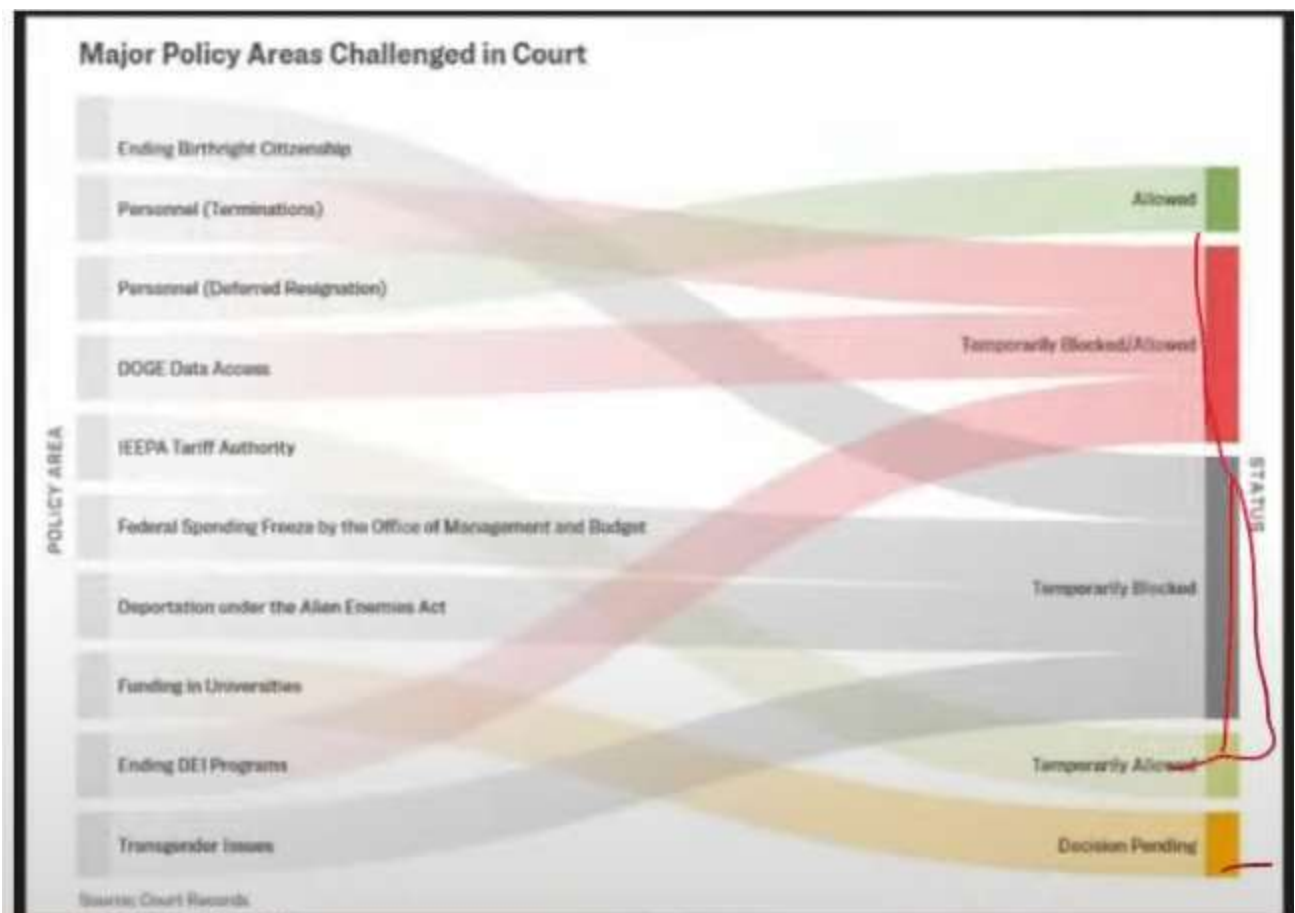 Major Policy Areas Challenged in Court
Ending Birthright Citizenship
Personnel (Terminations)
Personnel (Deferred Resignation)
DOGE Data Access
IEEPA Tariff Authority
Federal Spending Freeze by the Office of Management and Budget
Deportation under the Alien Enemies Act
Funding in Universities
Ending DEI Programs
Transgender Issues
POLICY AREA
Allowed
Temporarily Blocked/Allowed
Temporarily Blocked
Temporarily Allowed
Decision Pending
STATUS
Source: Court Records